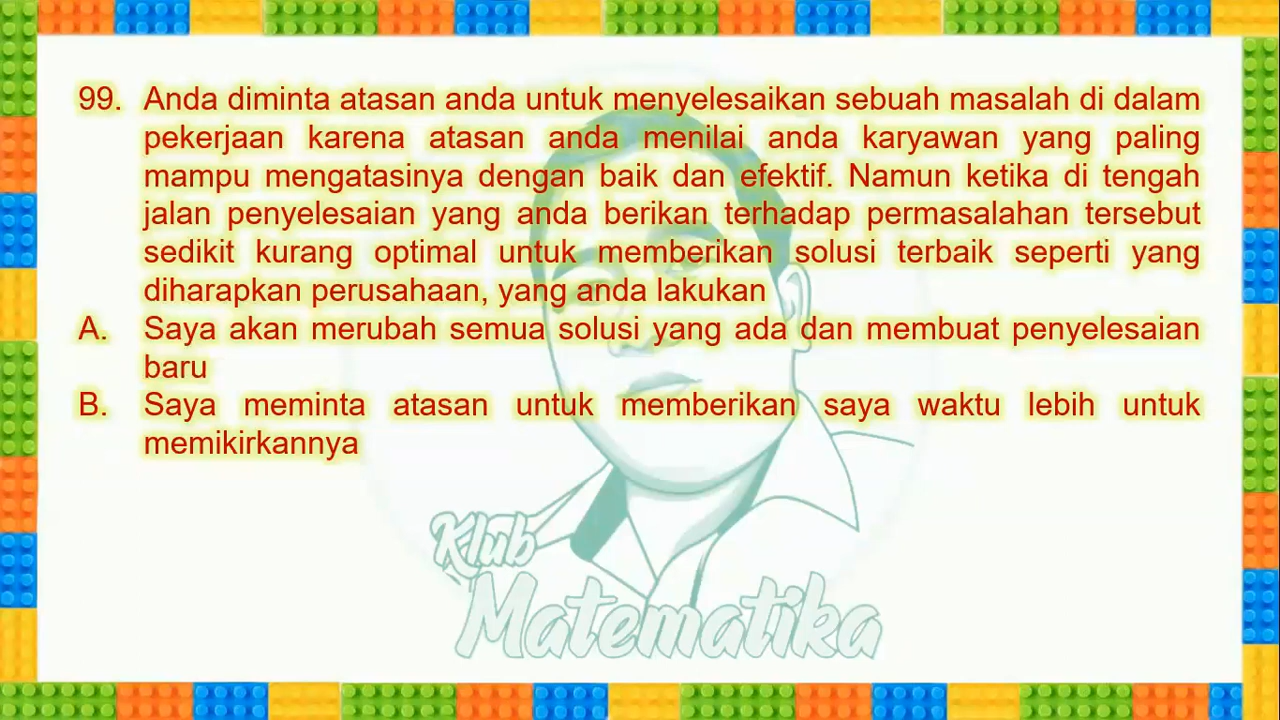 99. Anda diminta atasan anda untuk menyelesaikan sebuah masalah di dalam
pekerjaan karena atasan anda menilai anda karyawan yang paling
mampu mengatasinya dengan baik dan efektif. Namun ketika di tengah
jalan penyelesaian yang anda berikan terhadap permasalahan tersebut
sedikit kurang optimal untuk memberikan solusi terbaik seperti yang
diharapkan perusahaan, yang anda lakukan
A. Saya akan merubah semua solusi yang ada dan membuat penyelesaian
baru
B. Saya meminta atasan untuk memberikan saya waktu lebih untuk
memikirkannya
Klub
Matematika